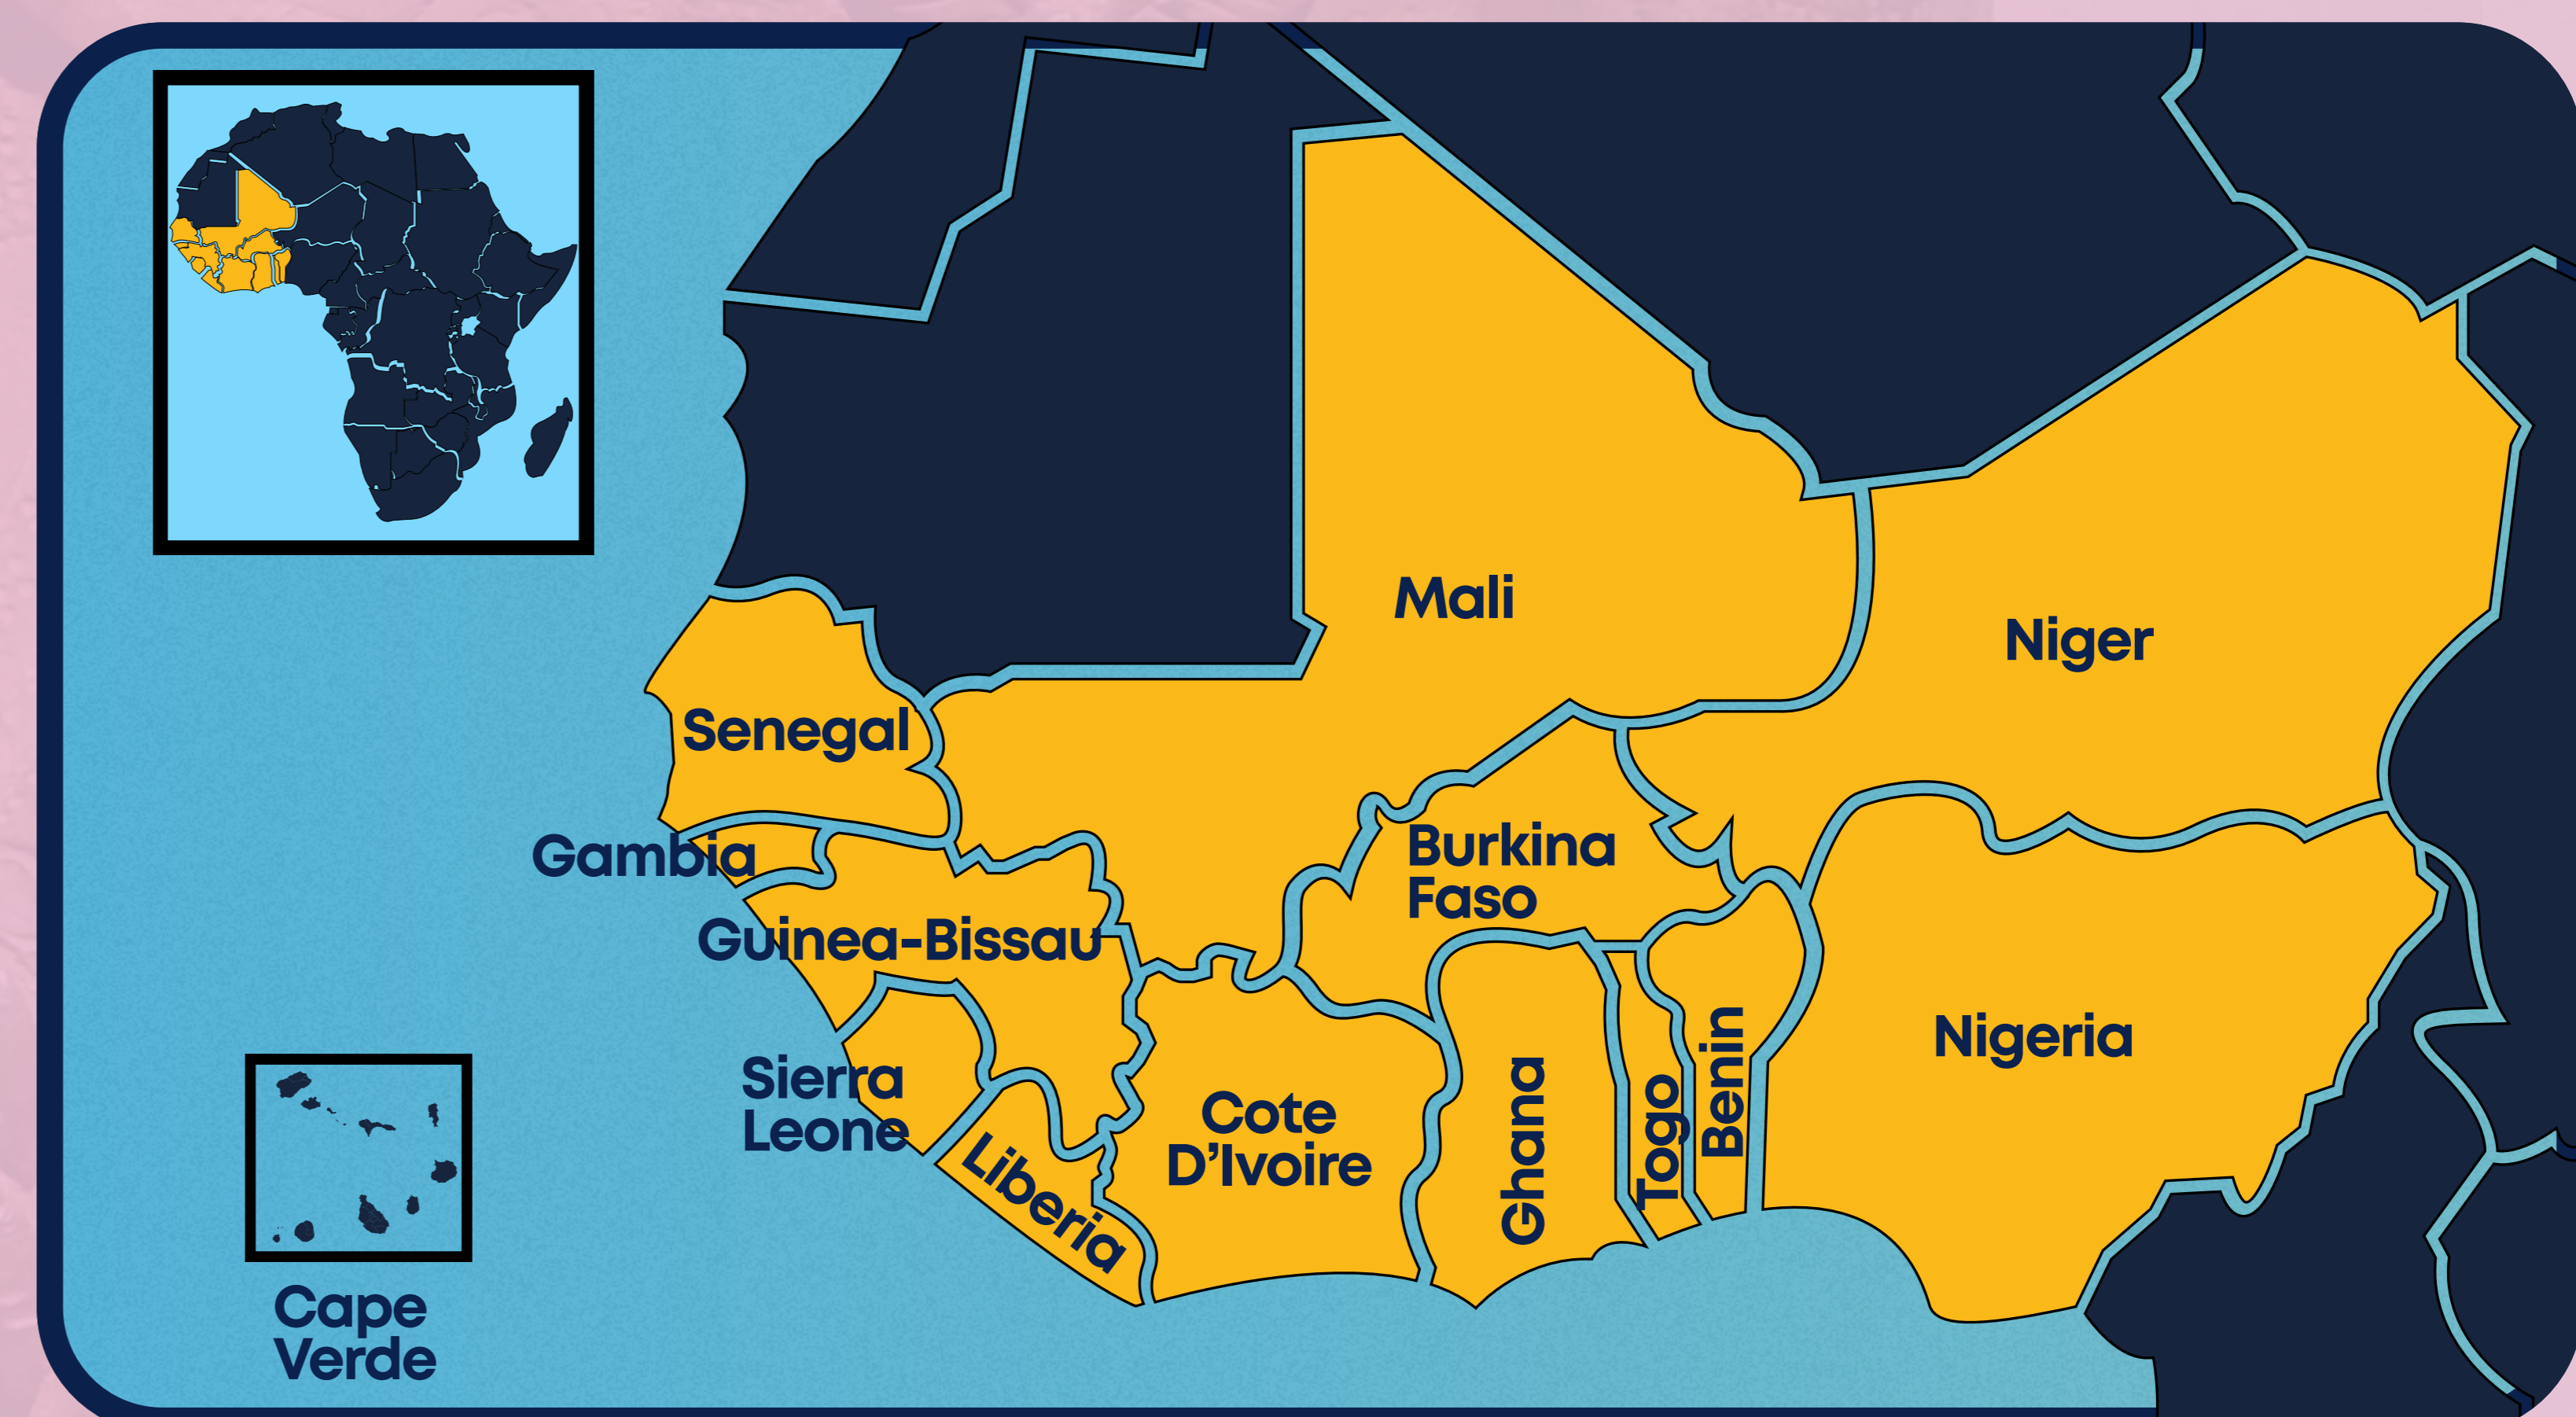 Mali
Niger
Senegal
Gambia
Burkina
Faso
Guinea-Bissau
Nigeria
Sierra
Leone
Liberia
Cote
D’Ivoire
Ghana
Togo
Benin
Cape
Verde